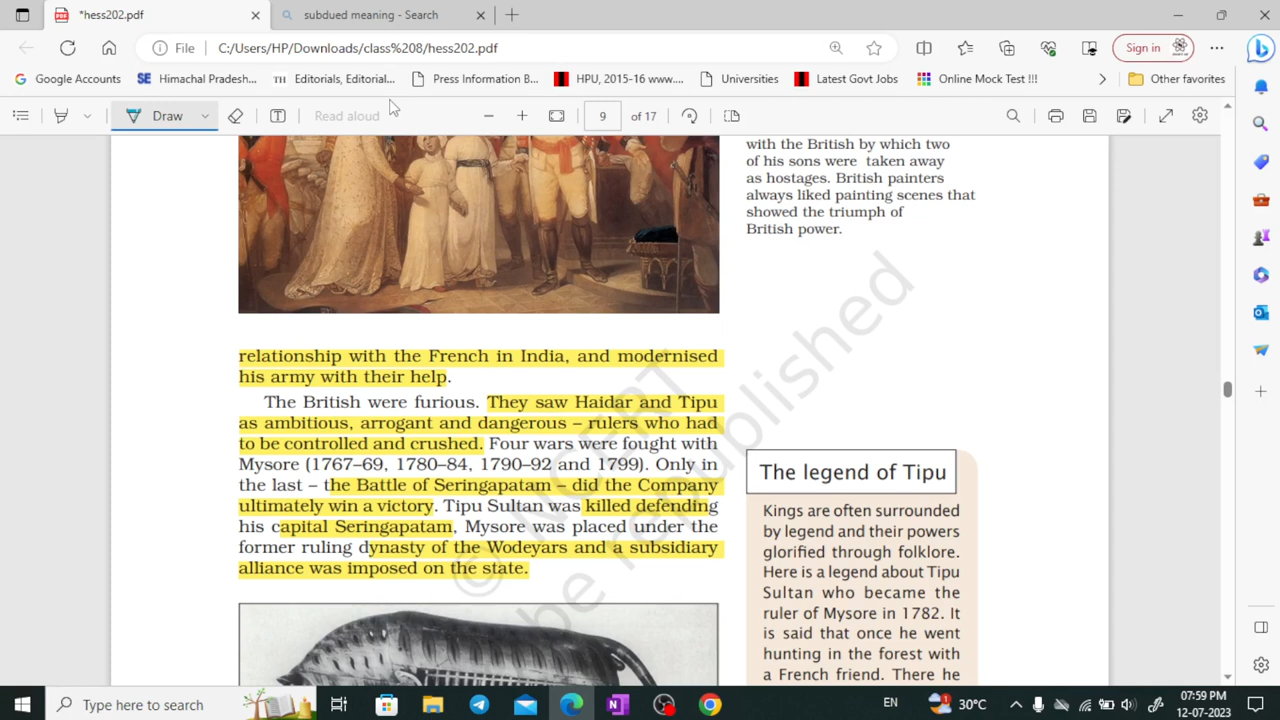 *hess202.pdf
subdued meaning - Search
File
C:/Users/HP/Downloads/class%208/hess202.pdf
Sign in
Google Accounts
Himachal Pradesh...
Editorials, Editorial...
Press Information B...
HPU, 2015-16 www....
Universities
Latest Govt Jobs
Online Mock Test !!!
Other favorites
Draw
Read aloud
9
of 17
with the British by which two
of his sons were taken away
as hostages. British painters
always liked painting scenes that
showed the triumph of
British power.
relationship with the French in India, and modernised
his army with their help.
The British were furious. They saw Haidar and Tipu
as ambitious, arrogant and dangerous – rulers who had
to be controlled and crushed. Four wars were fought with
Mysore (1767–69, 1780–84, 1790–92 and 1799). Only in
the last – the Battle of Seringapatam – did the Company
ultimately win a victory. Tipu Sultan was killed defending
his capital Seringapatam, Mysore was placed under the
former ruling dynasty of the Wodeyars and a subsidiary
alliance was imposed on the state.
The legend of Tipu
Kings are often surrounded
by legend and their powers
glorified through folklore.
Here is a legend about Tipu
Sultan who became the
ruler of Mysore in 1782. It
is said that once he went
hunting in the forest with
a French friend. There he
© NCERT
be republished
Type here to search
EN
30°C
07:59 PM
12-07-2023